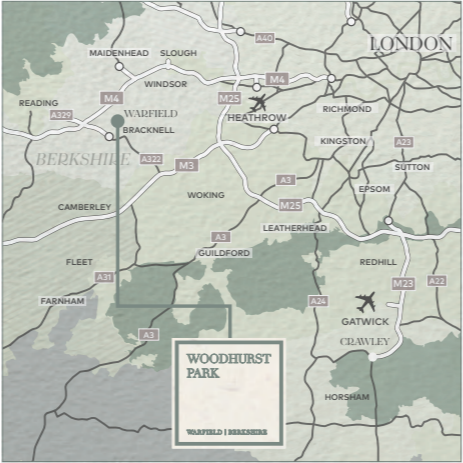 A40
LONDON
MAIDENHEAD
SLOUGH
M4
WINDSOR
READING
M4
M25
A329
WARFIELD
HEATHROW
RICHMOND
BRACKNELL
KINGSTON
A23
BERKSHIRE
A322
M3
SUTTON
A3
EPSOM
WOKING
M25
CAMBERLEY
LEATHERHEAD
A3
GUILDFORD
FLEET
REDHILL
A31
M23
A22
FARNHAM
A24
GATWICK
A3
CRAWLEY
WOODHURST
PARK
HORSHAM
WARFIELD | BERKSHIRE